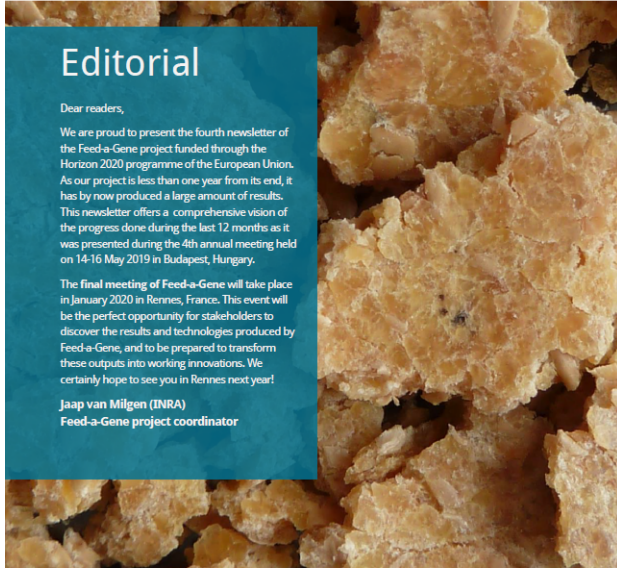 Editorial
Dear readers,
We are proud to present the fourth newsletter of
the Feed-a-Gene project funded through the
Horizon 2020 programme of the European Union.
As our project is less than one year from its end, it
has by now produced a large amount of results.
This newsletter offers a comprehensive vision of
the progress done during the last 12 months as it
was presented during the 4th annual meeting held
on 14-16 May 2019 in Budapest, Hungary.
The final meeting of Feed-a-Gene will take place
in January 2020 in Rennes, France. This event will
be the perfect opportunity for stakeholders to
discover the results and technologies produced by
Feed-a-Gene, and to be prepared to transform
these outputs into working innovations. We
certainly hope to see you in Rennes next year!
Jaap van Milgen (INRA)
Feed-a-Gene project coordinator